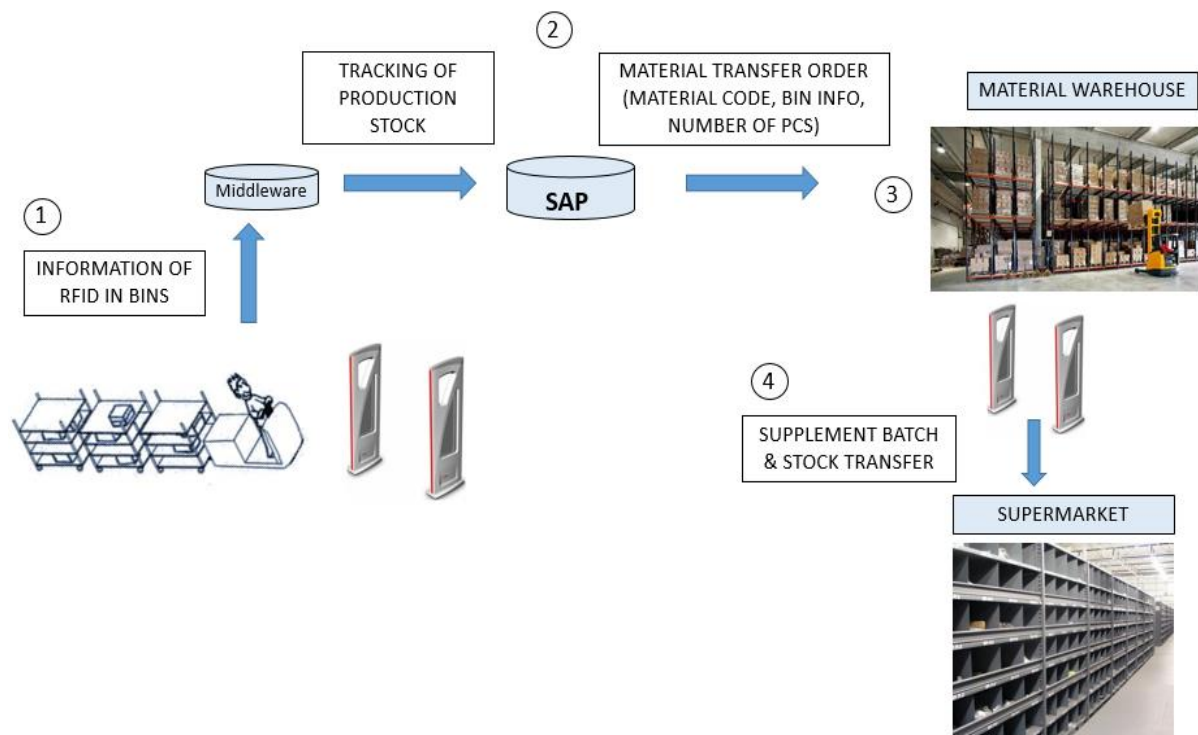 2
TRACKING OF
PRODUCTION
STOCK
MATERIAL TRANSFER ORDER
(MATERIAL CODE, BIN INFO,
NUMBER OF PCS)
MATERIAL WAREHOUSE
Middleware
SAP
3
1
INFORMATION OF
RFID IN BINS
4
SUPPLEMENT BATCH
& STOCK TRANSFER
SUPERMARKET